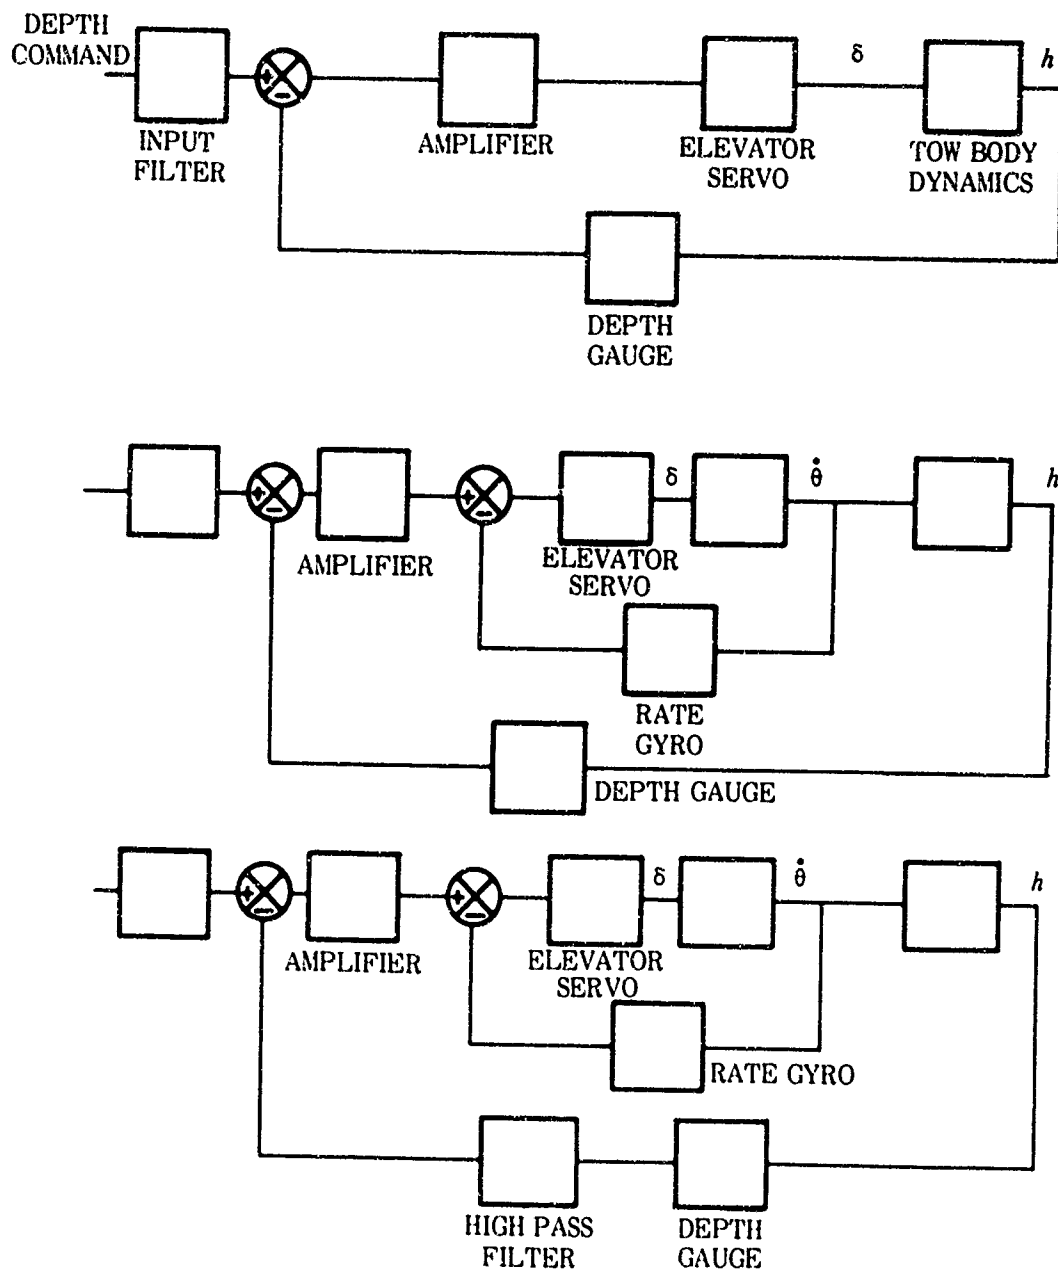 DEPTH
COMMAND
δ
h
+
−
INPUT
FILTER
AMPLIFIER
ELEVATOR
SERVO
TOW BODY
DYNAMICS
DEPTH
GAUGE
δ
θ̇
h
+
−
+
−
AMPLIFIER
ELEVATOR
SERVO
RATE
GYRO
DEPTH GAUGE
δ
θ̇
h
+
−
+
−
AMPLIFIER
ELEVATOR
SERVO
RATE GYRO
HIGH PASS
FILTER
DEPTH
GAUGE